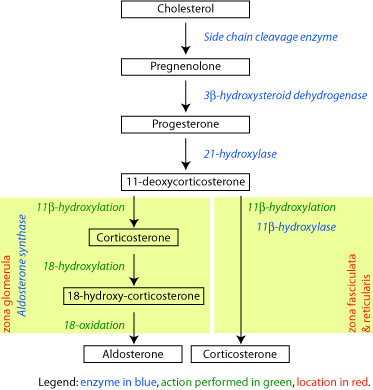 Cholesterol
Side chain cleavage enzyme
Pregnenolone
3β-hydroxysteroid dehydrogenase
Progesterone
21-hydroxylase
11-deoxycorticosterone
11β-hydroxylation
11β-hydroxylation
11β-hydroxylase
Corticosterone
18-hydroxylation
18-hydroxy-corticosterone
18-oxidation
zona glomerula
Aldosterone synthase
zona fasciculata
& reticularis
Aldosterone
Corticosterone
Legend: enzyme in blue, action performed in green, location in red.